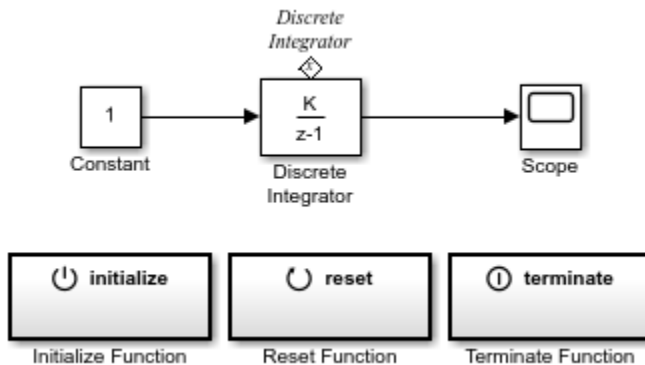 Discrete
Integrator
x
1
K
z-1
Constant
Discrete
Integrator
Scope
initialize
reset
terminate
Initialize Function
Reset Function
Terminate Function